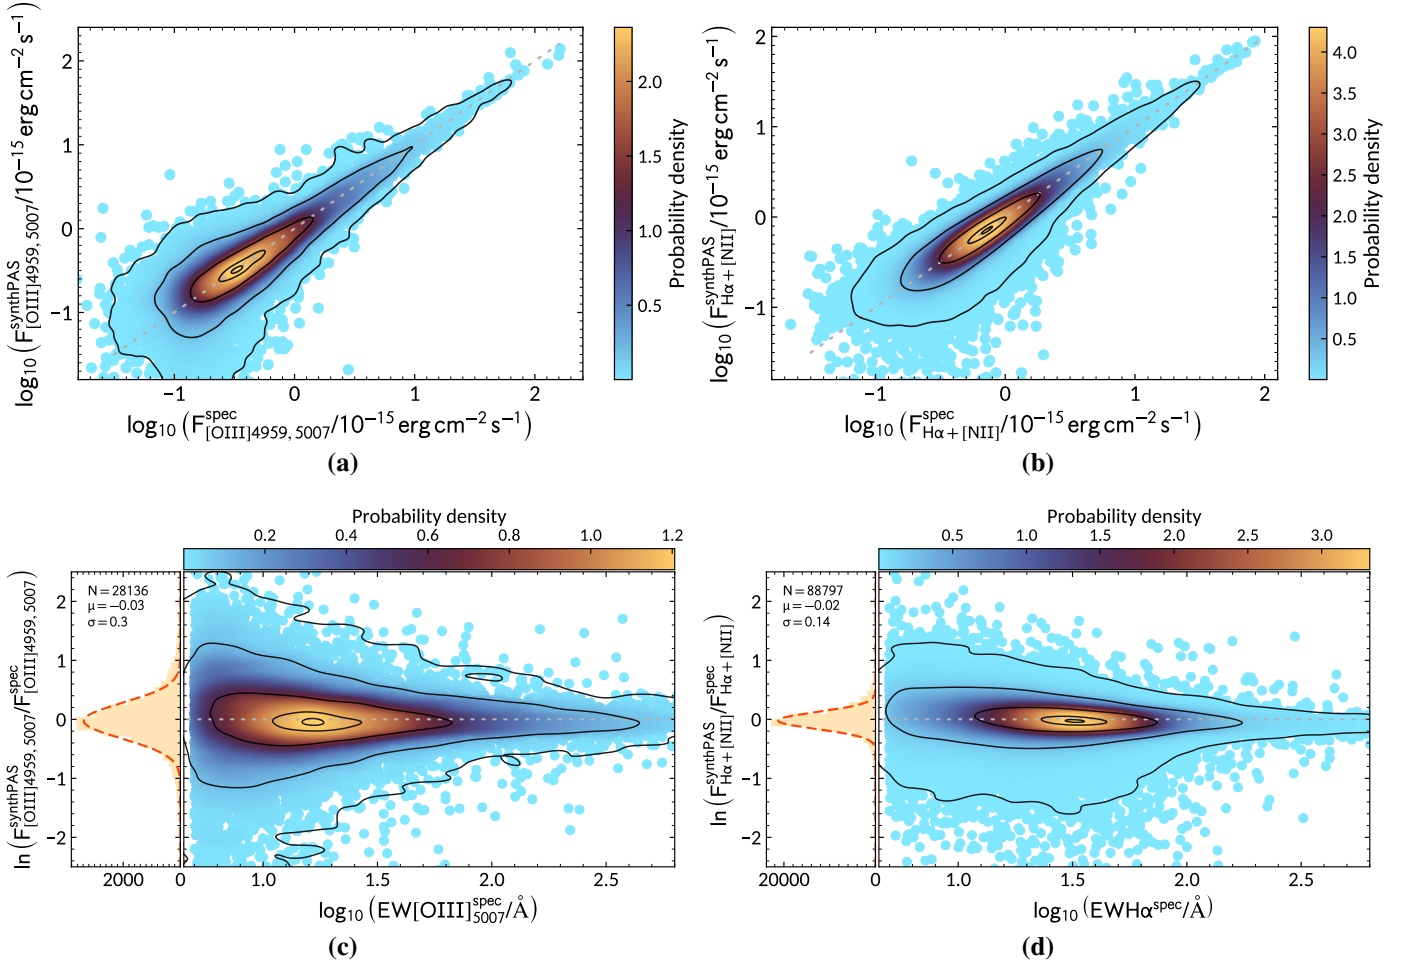 log₁₀ (F^synthPAS_[OIII]4959, 5007/10⁻¹⁵ erg cm⁻² s⁻¹)
2
1
0
−1
−1
0
1
2
log₁₀ (F^spec_[OIII]4959, 5007/10⁻¹⁵ erg cm⁻² s⁻¹)
2.0
1.5
1.0
0.5
Probability density
(a)
log₁₀ (F^synthPAS_Hα+[NII]/10⁻¹⁵ erg cm⁻² s⁻¹)
2
1
0
−1
−1
0
1
2
log₁₀ (F^spec_Hα+[NII]/10⁻¹⁵ erg cm⁻² s⁻¹)
4.0
3.5
3.0
2.5
2.0
1.5
1.0
0.5
Probability density
(b)
Probability density
0.2 0.4 0.6 0.8 1.0 1.2
ln (F^synthPAS_[OIII]4959, 5007/F^spec_[OIII]4959, 5007)
N = 28136
μ = −0.03
σ = 0.3
2
1
0
−1
−2
2000 0 1.0 1.5 2.0 2.5
log₁₀ (EW[OIII]^spec_5007/Å)
(c)
Probability density
0.5 1.0 1.5 2.0 2.5 3.0
ln (F^synthPAS_Hα+[NII]/F^spec_Hα+[NII])
N = 88797
μ = −0.02
σ = 0.14
2
1
0
−1
−2
20000 0 1.0 1.5 2.0 2.5
log₁₀ (EWHα^spec/Å)
(d)